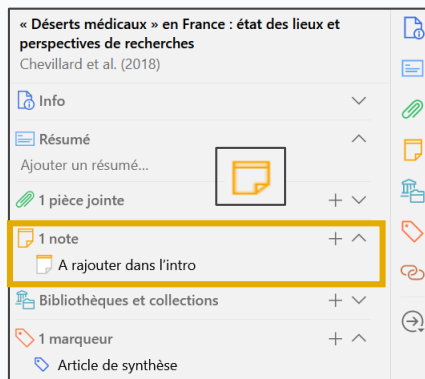 « Déserts médicaux » en France : état des lieux et
perspectives de recherches
Chevillard et al. (2018)
Info
Résumé
Ajouter un résumé...
1 pièce jointe
1 note
A rajouter dans l'intro
Bibliothèques et collections
1 marqueur
Article de synthèse